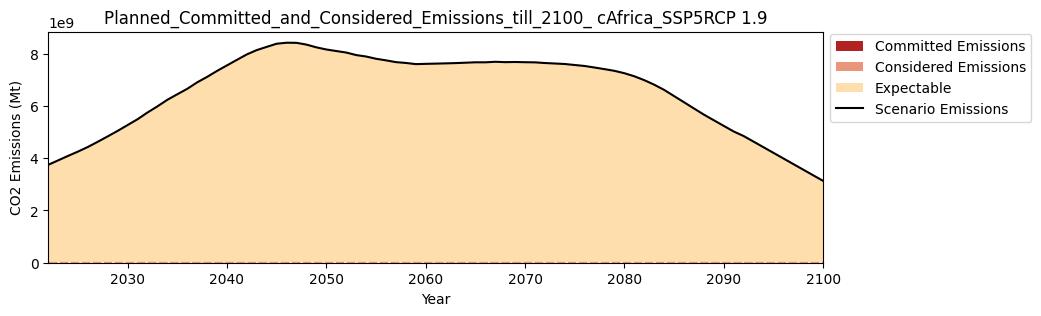 Planned_Committed_and_Considered_Emissions_till_2100_ cAfrica_SSP5RCP 1.9
1e9
8
6
4
2
0
CO2 Emissions (Mt)
2030 2040 2050 2060 2070 2080 2090 2100
Year
Committed Emissions
Considered Emissions
Expectable
Scenario Emissions